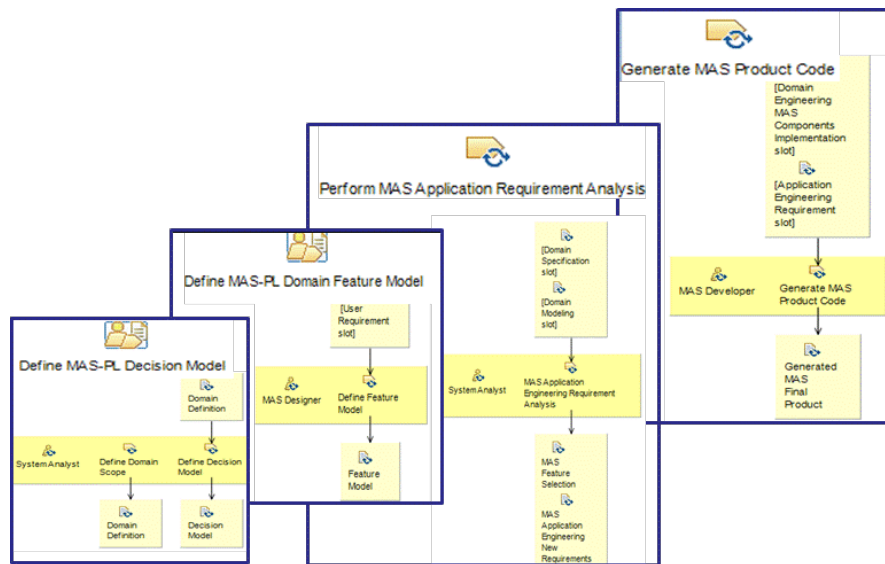 Generate MAS Product Code
[Domain
Engineering
MAS
Components
Implementation
slot]
[Application
Engineering
Requirement
slot]
MAS Developer
Generate MAS
Product Code
Generated
MAS
Final
Product
Perform MAS Application Requirement Analysis
[Domain
Specification
slot]
[Domain
Modeling
slot]
System Analyst
MAS Application
Engineering Requirement
Analysis
MAS
Feature
Selection
MAS
Application
Engineering
New
Requirements
Define MAS-PL Domain Feature Model
[User
Requirement
slot]
MAS Designer
Define Feature
Model
Feature
Model
Define MAS-PL Decision Model
Domain
Definition
System Analyst
Define Domain
Scope
Define Decision
Model
Domain
Definition
Decision
Model